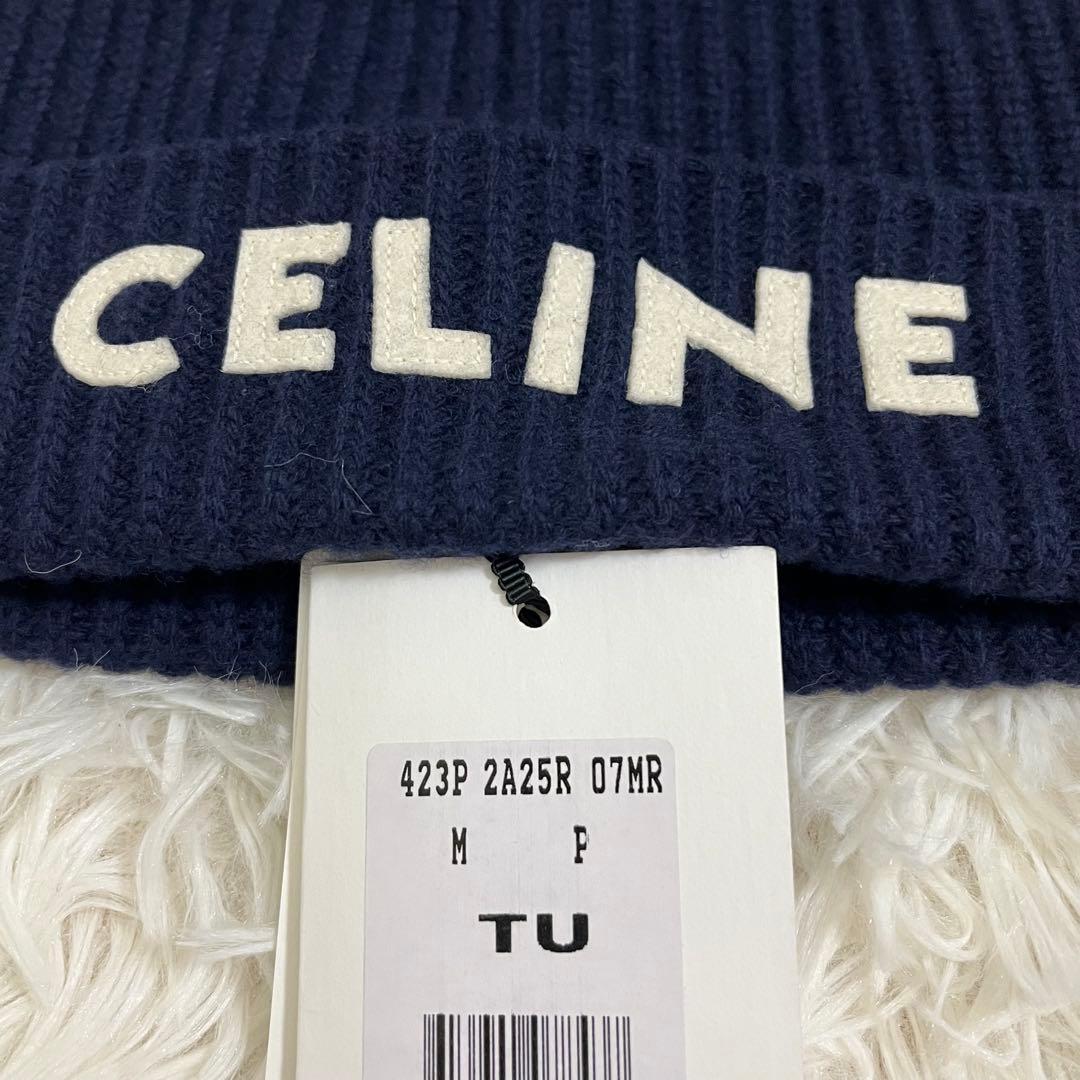 CELINE
423P 2A25R 07MR
M P
TU